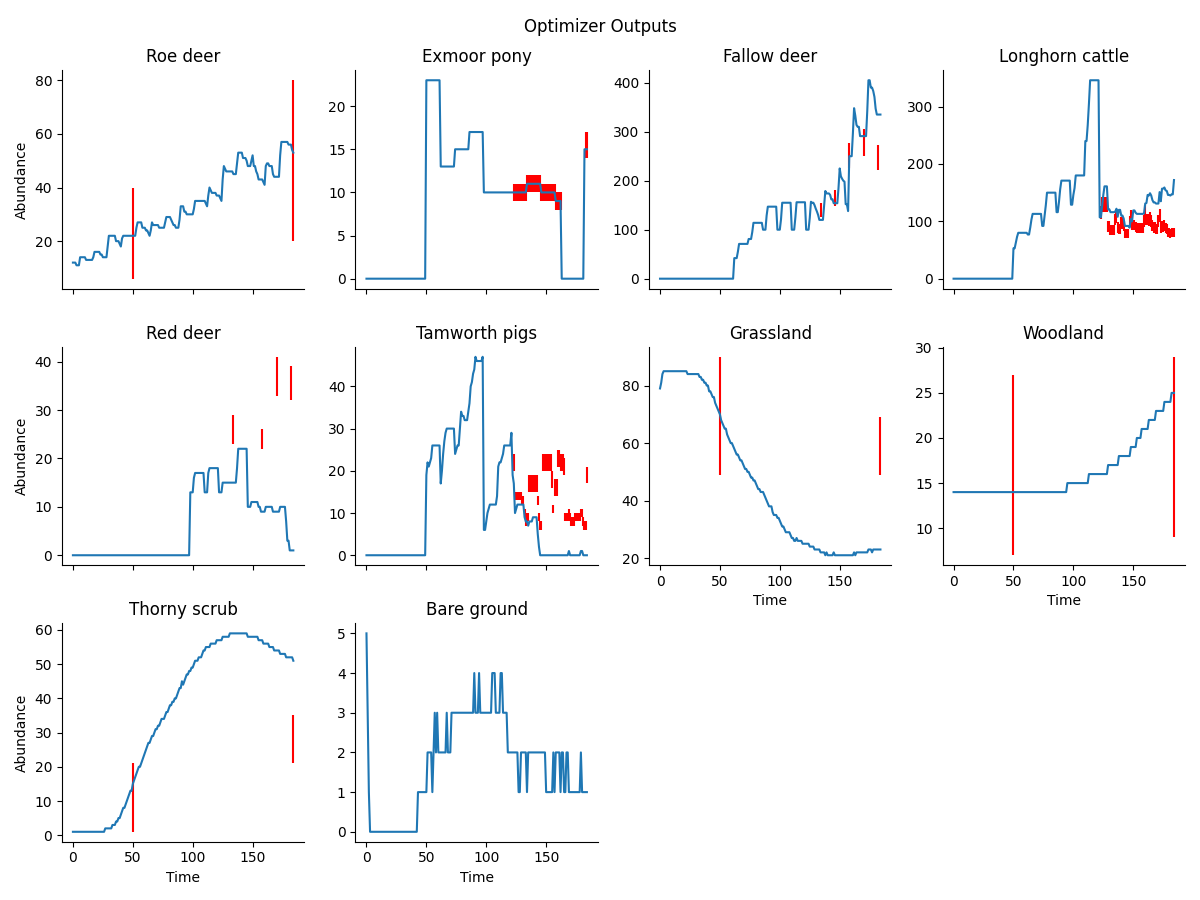 Optimizer Outputs
Roe deer
Exmoor pony
Fallow deer
Longhorn cattle
Abundance
80
60
40
20
20
15
10
5
0
400
300
200
100
0
300
200
100
0
Red deer
Tamworth pigs
Grassland
Woodland
Abundance
40
30
20
10
0
40
30
20
10
0
80
60
40
20
30
25
20
15
10
0 50 100 150
0 50 100 150
Time
Time
Thorny scrub
Bare ground
Abundance
60
50
40
30
20
10
0
5
4
3
2
1
0
0 50 100 150
0 50 100 150
Time
Time